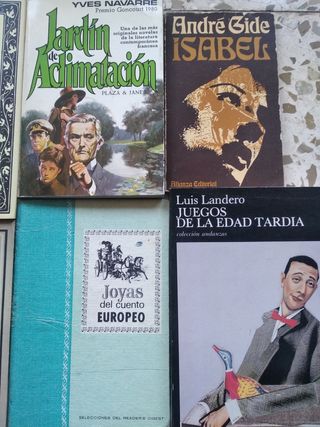 YVES NAVARRE
Premio Goncourt 1980
Jardín
de Aclimatación
Una de las más
originales novelas
de la literatura
contemporánea
francesa
PLAZA & JANES
André Gide
ISABEL
Alianza Editorial
Joyas
del cuento
EUROPEO
SELECCIONES DEL READER'S DIGEST
Luis Landero
JUEGOS
DE LA EDAD TARDIA
colección andanzas